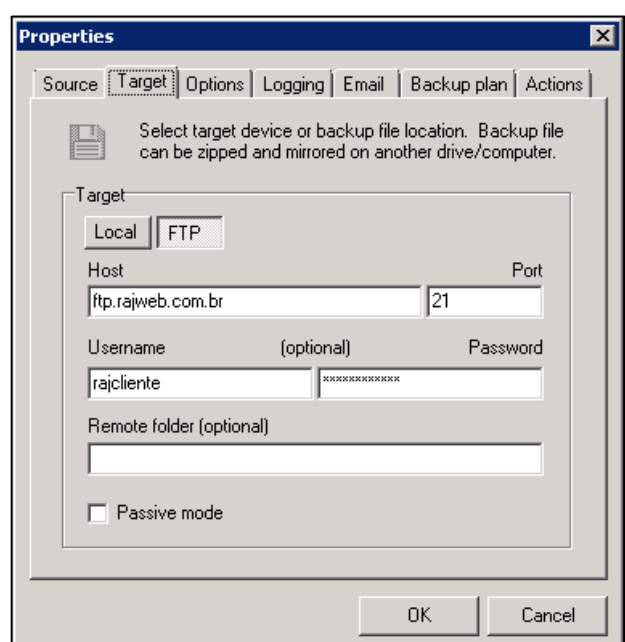 Properties
Source Target Options Logging Email Backup plan Actions
Select target device or backup file location. Backup file
can be zipped and mirrored on another drive/computer.
Target
Local FTP
Host Port
ftp.rajweb.com.br 21
Username (optional) Password
rajcliente ************
Remote folder (optional)
Passive mode
OK Cancel